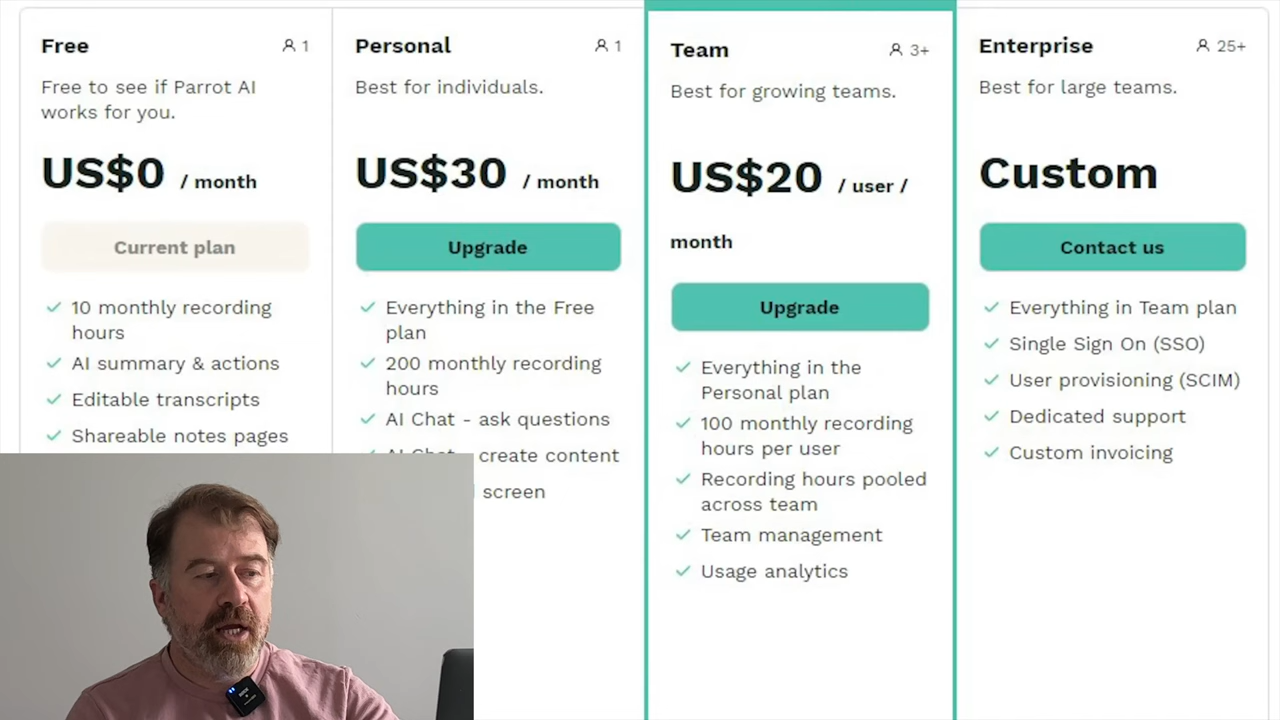 Free
1
Free to see if Parrot AI
works for you.
US$0 / month
Current plan
10 monthly recording
hours
AI summary & actions
Editable transcripts
Shareable notes pages
Personal
1
Best for individuals.
US$30 / month
Upgrade
Everything in the Free
plan
200 monthly recording
hours
AI Chat - ask questions
AI Chat - create content
screen
Team
3+
Best for growing teams.
US$20 / user /
month
Upgrade
Everything in the
Personal plan
100 monthly recording
hours per user
Recording hours pooled
across team
Team management
Usage analytics
Enterprise
25+
Best for large teams.
Custom
Contact us
Everything in Team plan
Single Sign On (SSO)
User provisioning (SCIM)
Dedicated support
Custom invoicing